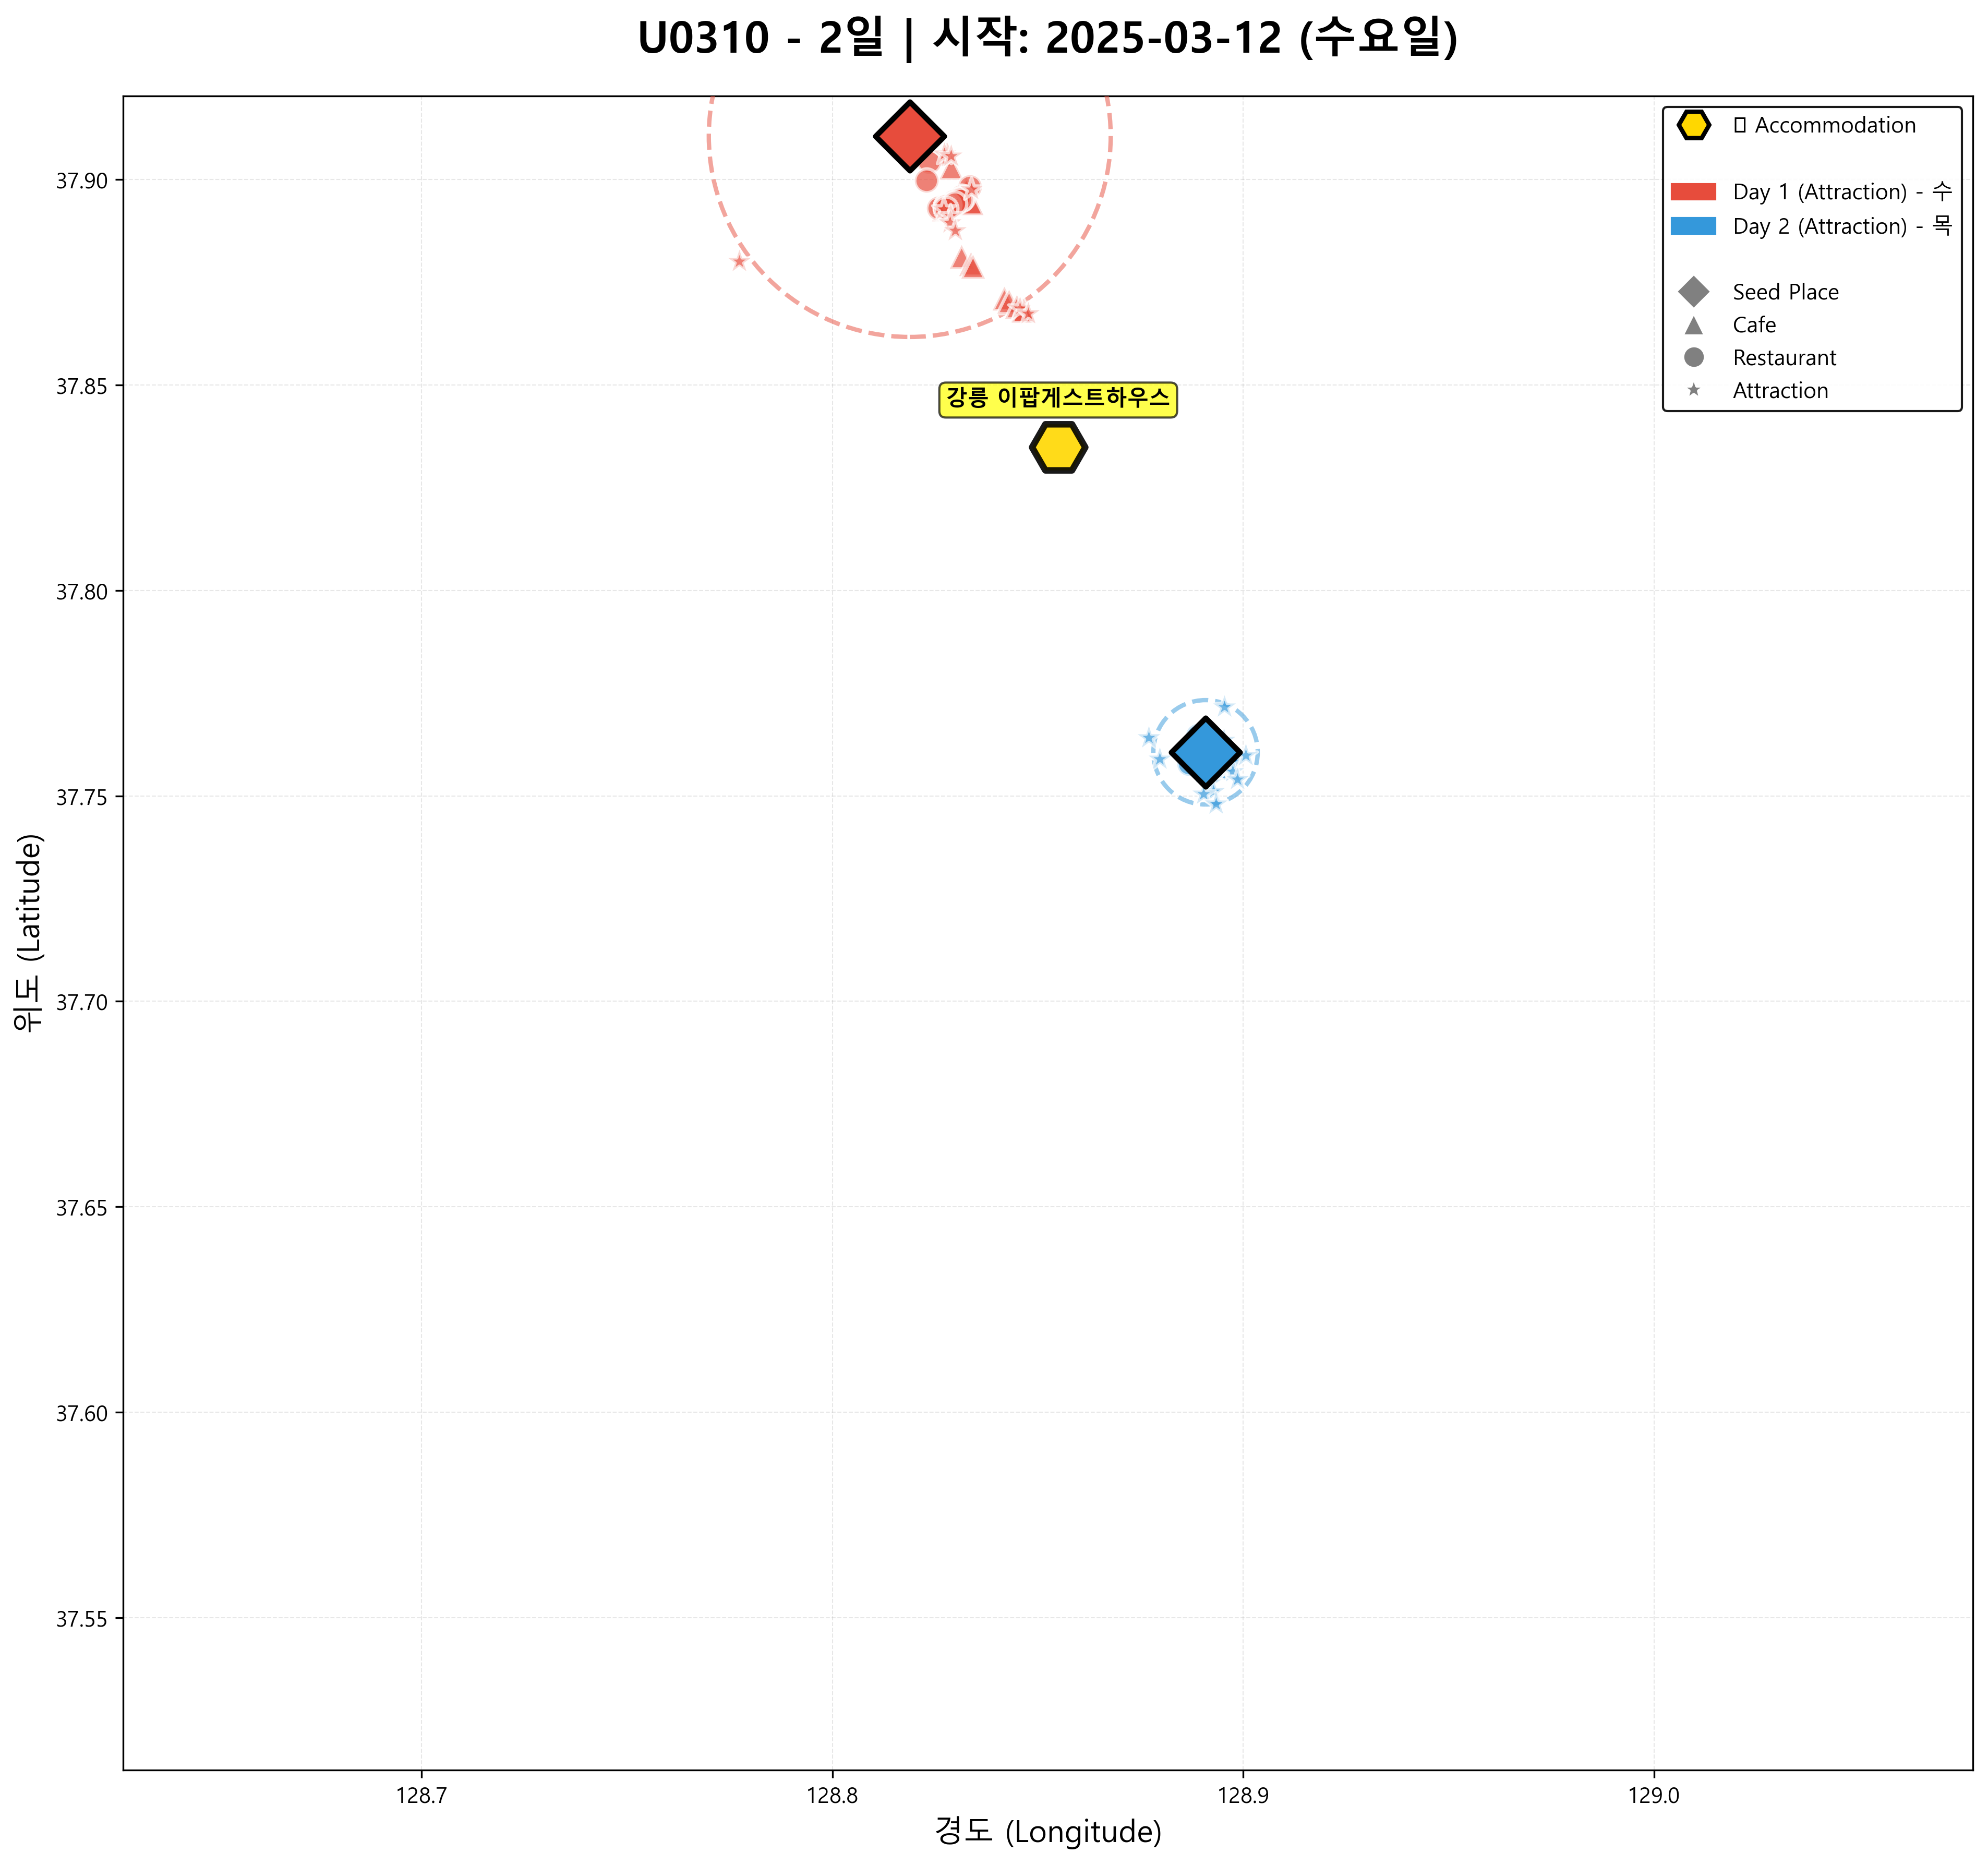 U0310 - 2일 | 시작: 2025-03-12 (수요일)
Accommodation
Day 1 (Attraction) - 수
Day 2 (Attraction) - 목
Seed Place
Cafe
Restaurant
Attraction
강릉 이팝게스트하우스
위도 (Latitude)
37.90
37.85
37.80
37.75
37.70
37.65
37.60
37.55
128.7
128.8
128.9
129.0
경도 (Longitude)